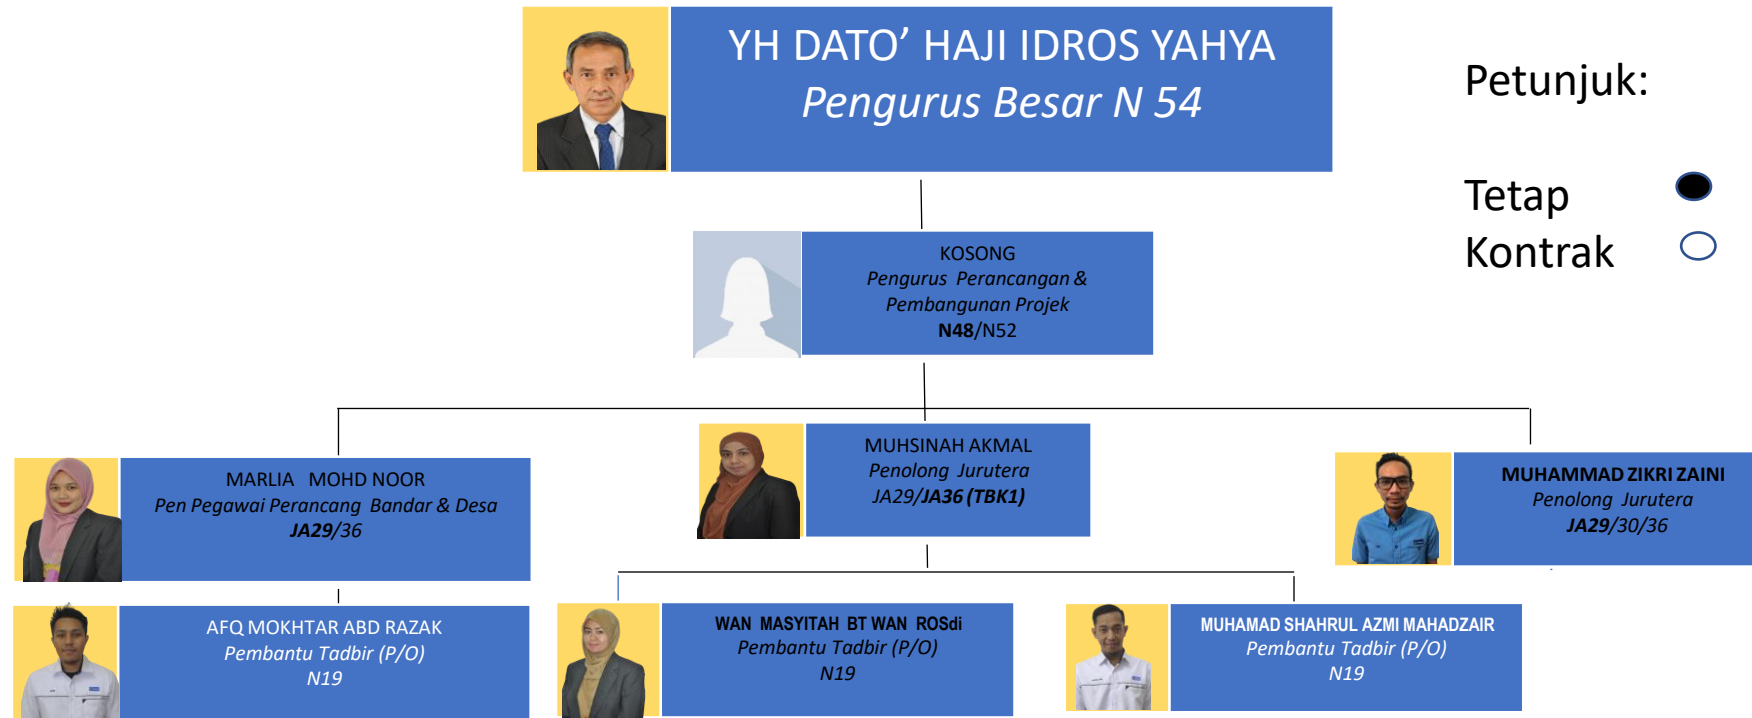 YH DATO’ HAJI IDROS YAHYA
Pengurus Besar N 54
Petunjuk:
Tetap
Kontrak
KOSONG
Pengurus Perancangan &
Pembangunan Projek
N48/N52
MARLIA MOHD NOOR
Pen Pegawai Perancang Bandar & Desa
JA29/36
MUHSINAH AKMAL
Penolong Jurutera
JA29/JA36 (TBK1)
MUHAMMAD ZIKRI ZAINI
Penolong Jurutera
JA29/30/36
AFQ MOKHTAR ABD RAZAK
Pembantu Tadbir (P/O)
N19
WAN MASYITAH BT WAN ROSdi
Pembantu Tadbir (P/O)
N19
MUHAMAD SHAHRUL AZMI MAHADZAIR
Pembantu Tadbir (P/O)
N19